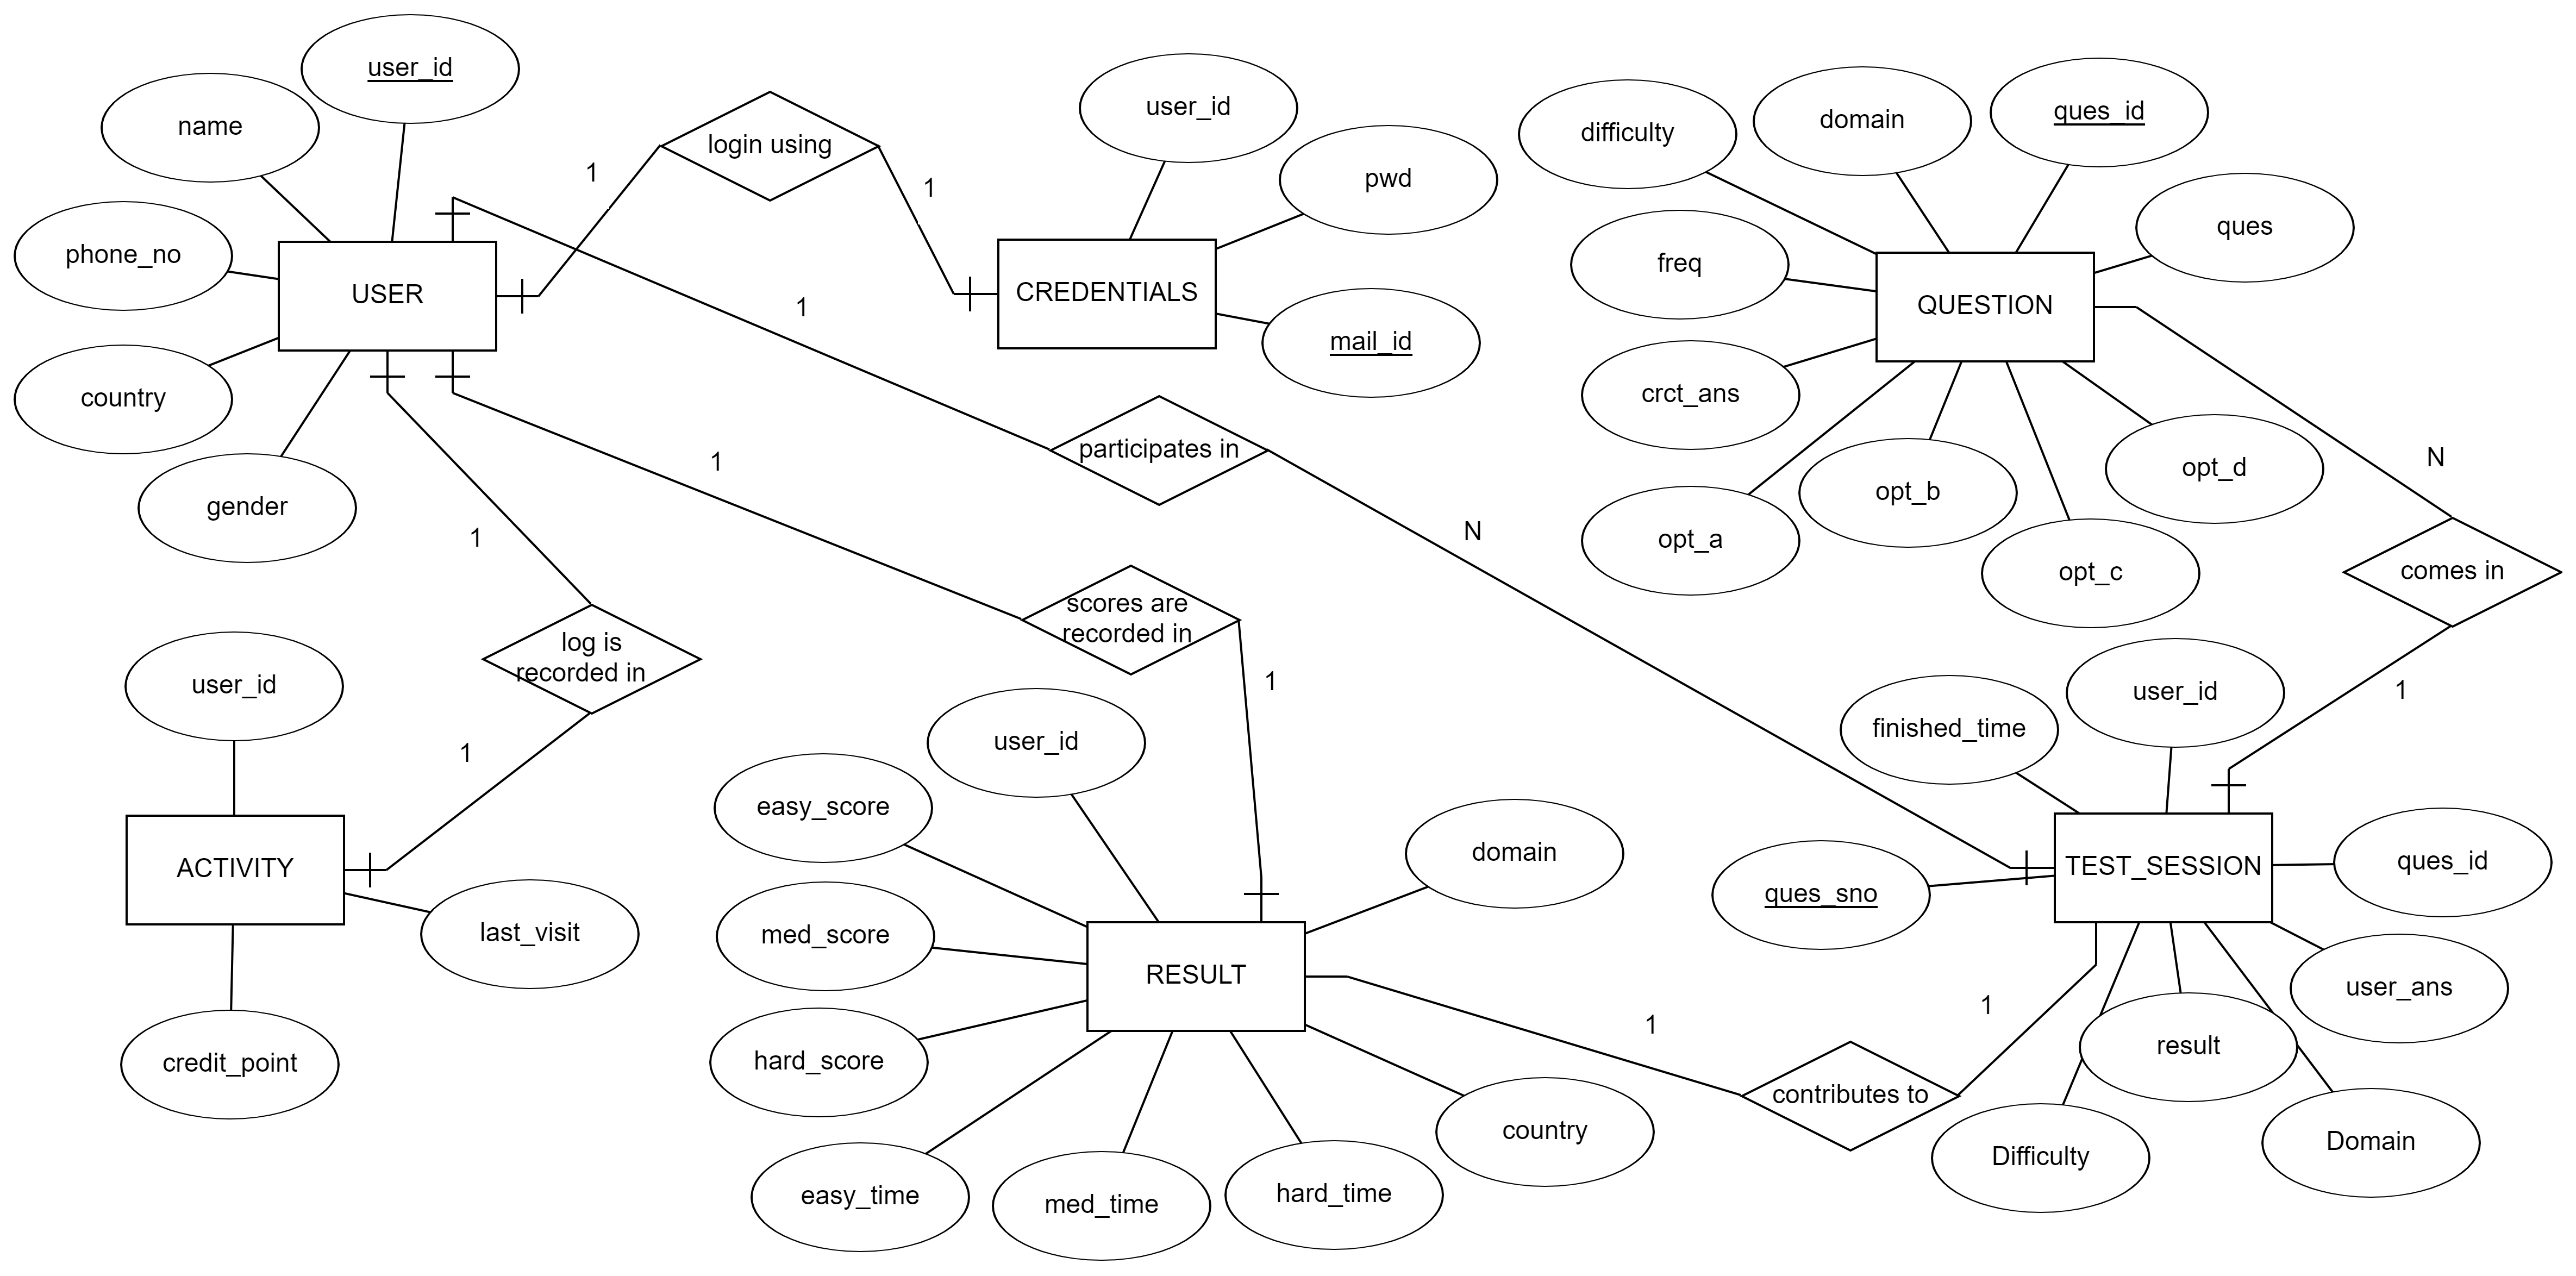 user_id
name
phone_no
country
gender
USER
1
login using
1
user_id
pwd
mail_id
CREDENTIALS
difficulty
domain
ques_id
ques
freq
crct_ans
opt_a
opt_b
opt_c
opt_d
QUESTION
1
participates in
N
1
scores are
recorded in
1
1
log is
recorded in
1
N
comes in
1
user_id
ACTIVITY
last_visit
credit_point
user_id
easy_score
med_score
hard_score
easy_time
med_time
hard_time
country
domain
RESULT
1
contributes to
1
finished_time
user_id
ques_sno
TEST_SESSION
ques_id
user_ans
result
Difficulty
Domain